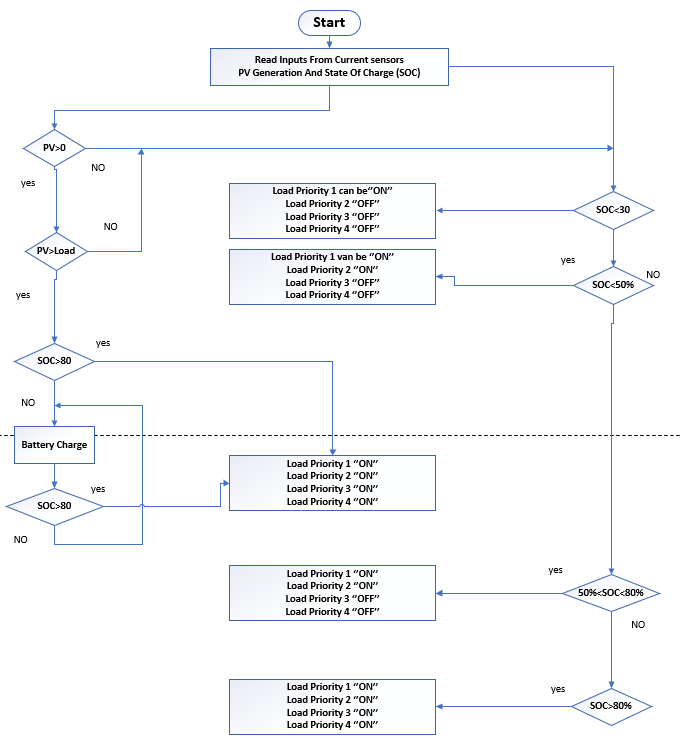 Start
Read Inputs From Current sensors
PV Generation And State Of Charge (SOC)
PV>0
NO
yes
Load Priority 1 can be‘’ON’’
Load Priority 2 ‘’OFF’’
Load Priority 3 ‘’OFF’’
Load Priority 4 ‘’OFF’’
SOC<30
NO
PV>Load
Load Priority 1 van be ‘’ON’’
Load Priority 2 ‘’ON’’
Load Priority 3 ‘’OFF’’
Load Priority 4 ‘’OFF’’
yes
NO
SOC<50%
yes
yes
SOC>80
NO
Battery Charge
Load Priority 1 ‘’ON’’
Load Priority 2 ‘’ON’’
Load Priority 3 ‘’ON’’
Load Priority 4 ‘’ON’’
yes
SOC>80
NO
Load Priority 1 ‘’ON’’
Load Priority 2 ‘’ON’’
Load Priority 3 ‘’OFF’’
Load Priority 4 ‘’OFF’’
yes
50%<SOC<80%
NO
Load Priority 1 ‘’ON’’
Load Priority 2 ‘’ON’’
Load Priority 3 ‘’ON’’
Load Priority 4 ‘’ON’’
yes
SOC>80%